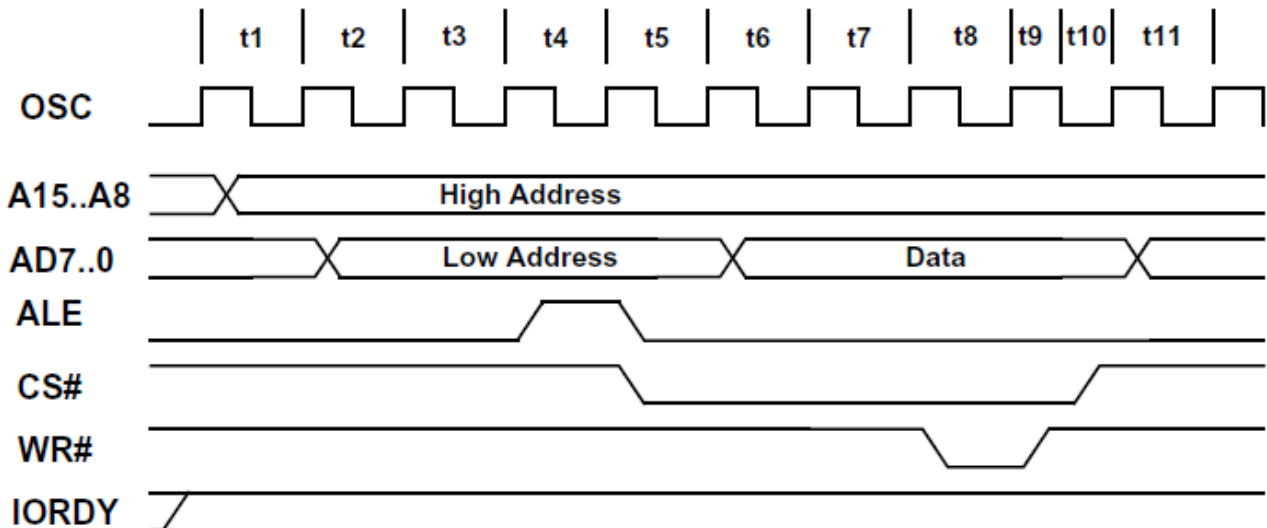 t1 t2 t3 t4 t5 t6 t7 t8 t9 t10 t11
OSC
A15..A8 High Address
AD7..0 Low Address Data
ALE
CS#
WR#
IORDY